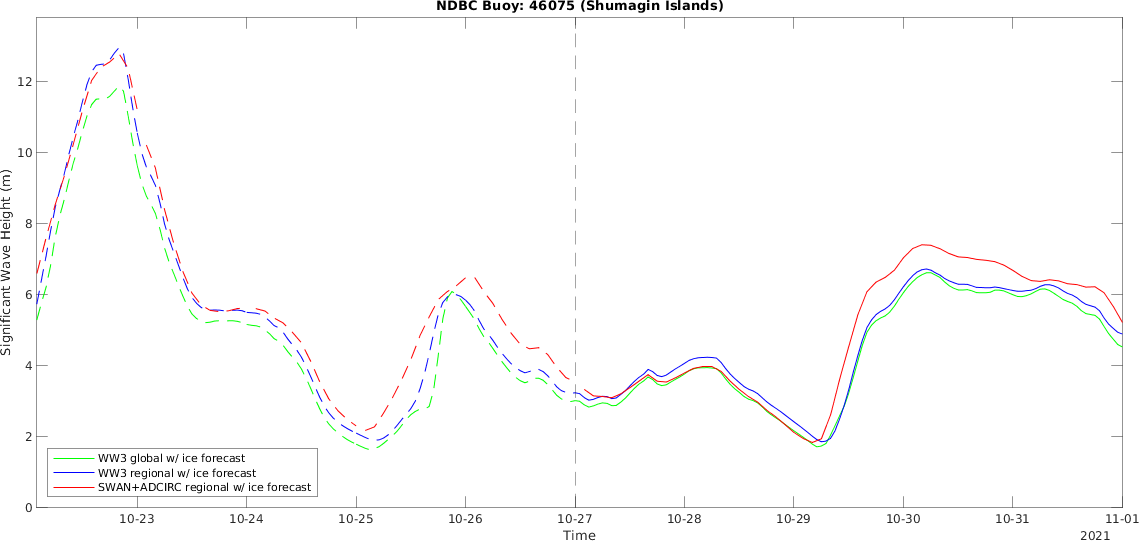 NDBC Buoy: 46075 (Shumagin Islands)
Significant Wave Height (m)
12
10
8
6
4
2
0
WW3 global w/ ice forecast
WW3 regional w/ ice forecast
SWAN+ADCIRC regional w/ ice forecast
10-23 10-24 10-25 10-26 10-27 10-28 10-29 10-30 10-31 11-01
Time
2021